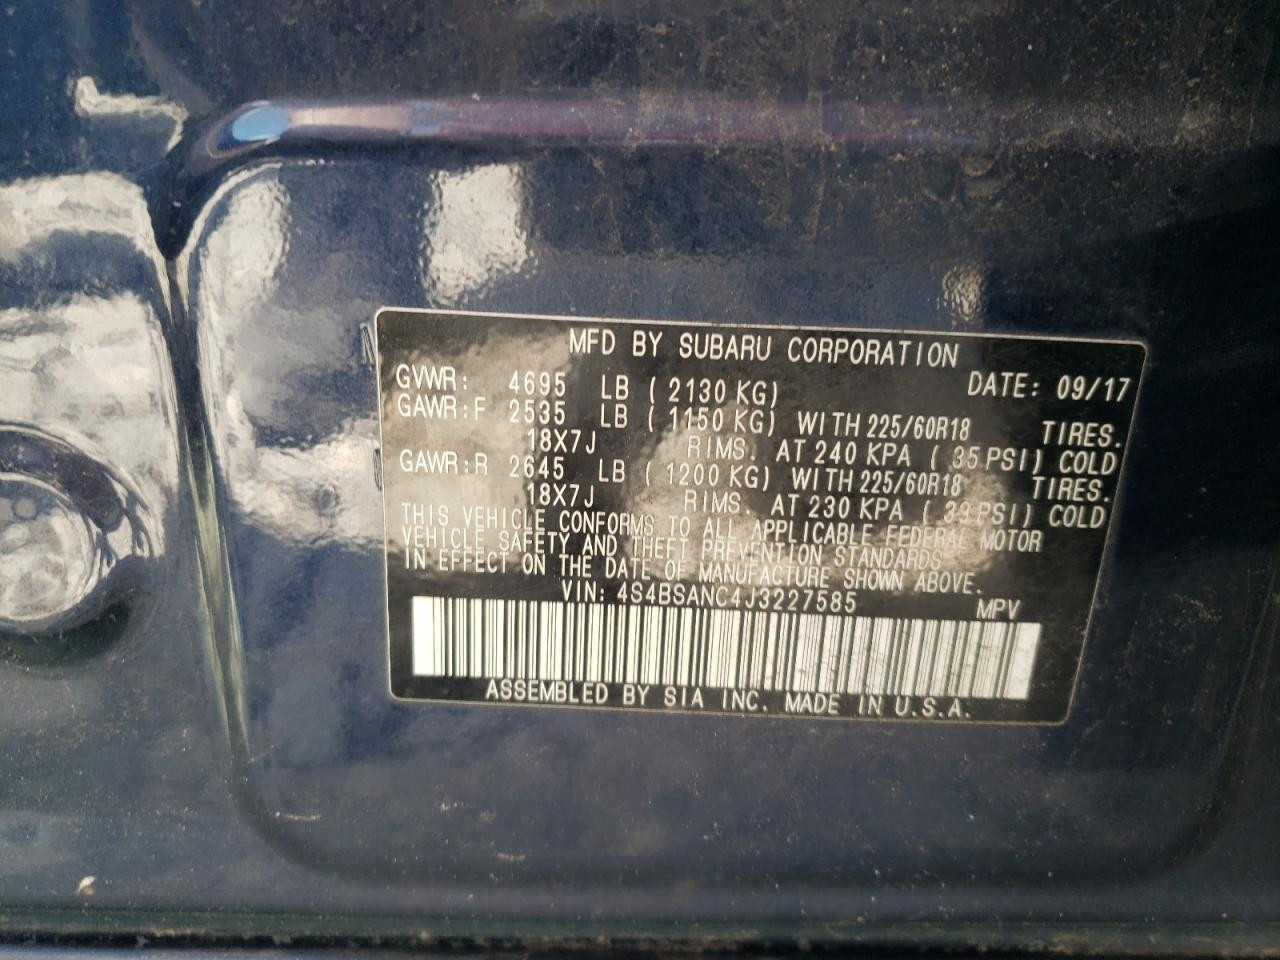 MFD BY SUBARU CORPORATION
GVWR: 4695 LB ( 2130 KG) DATE: 09/17
GAWR:F 2535 LB ( 1150 KG) WITH 225/60R18 TIRES.
18X7J RIMS. AT 240 KPA ( 35 PSI) COLD
GAWR:R 2645 LB ( 1200 KG) WITH 225/60R18 TIRES.
18X7J RIMS. AT 230 KPA ( 33 PSI) COLD
THIS VEHICLE CONFORMS TO ALL APPLICABLE FEDERAL MOTOR
VEHICLE SAFETY AND THEFT PREVENTION STANDARDS
IN EFFECT ON THE DATE OF MANUFACTURE SHOWN ABOVE.
VIN: 4S4BSANC4J3227585 MPV
ASSEMBLED BY SIA INC. MADE IN U.S.A.